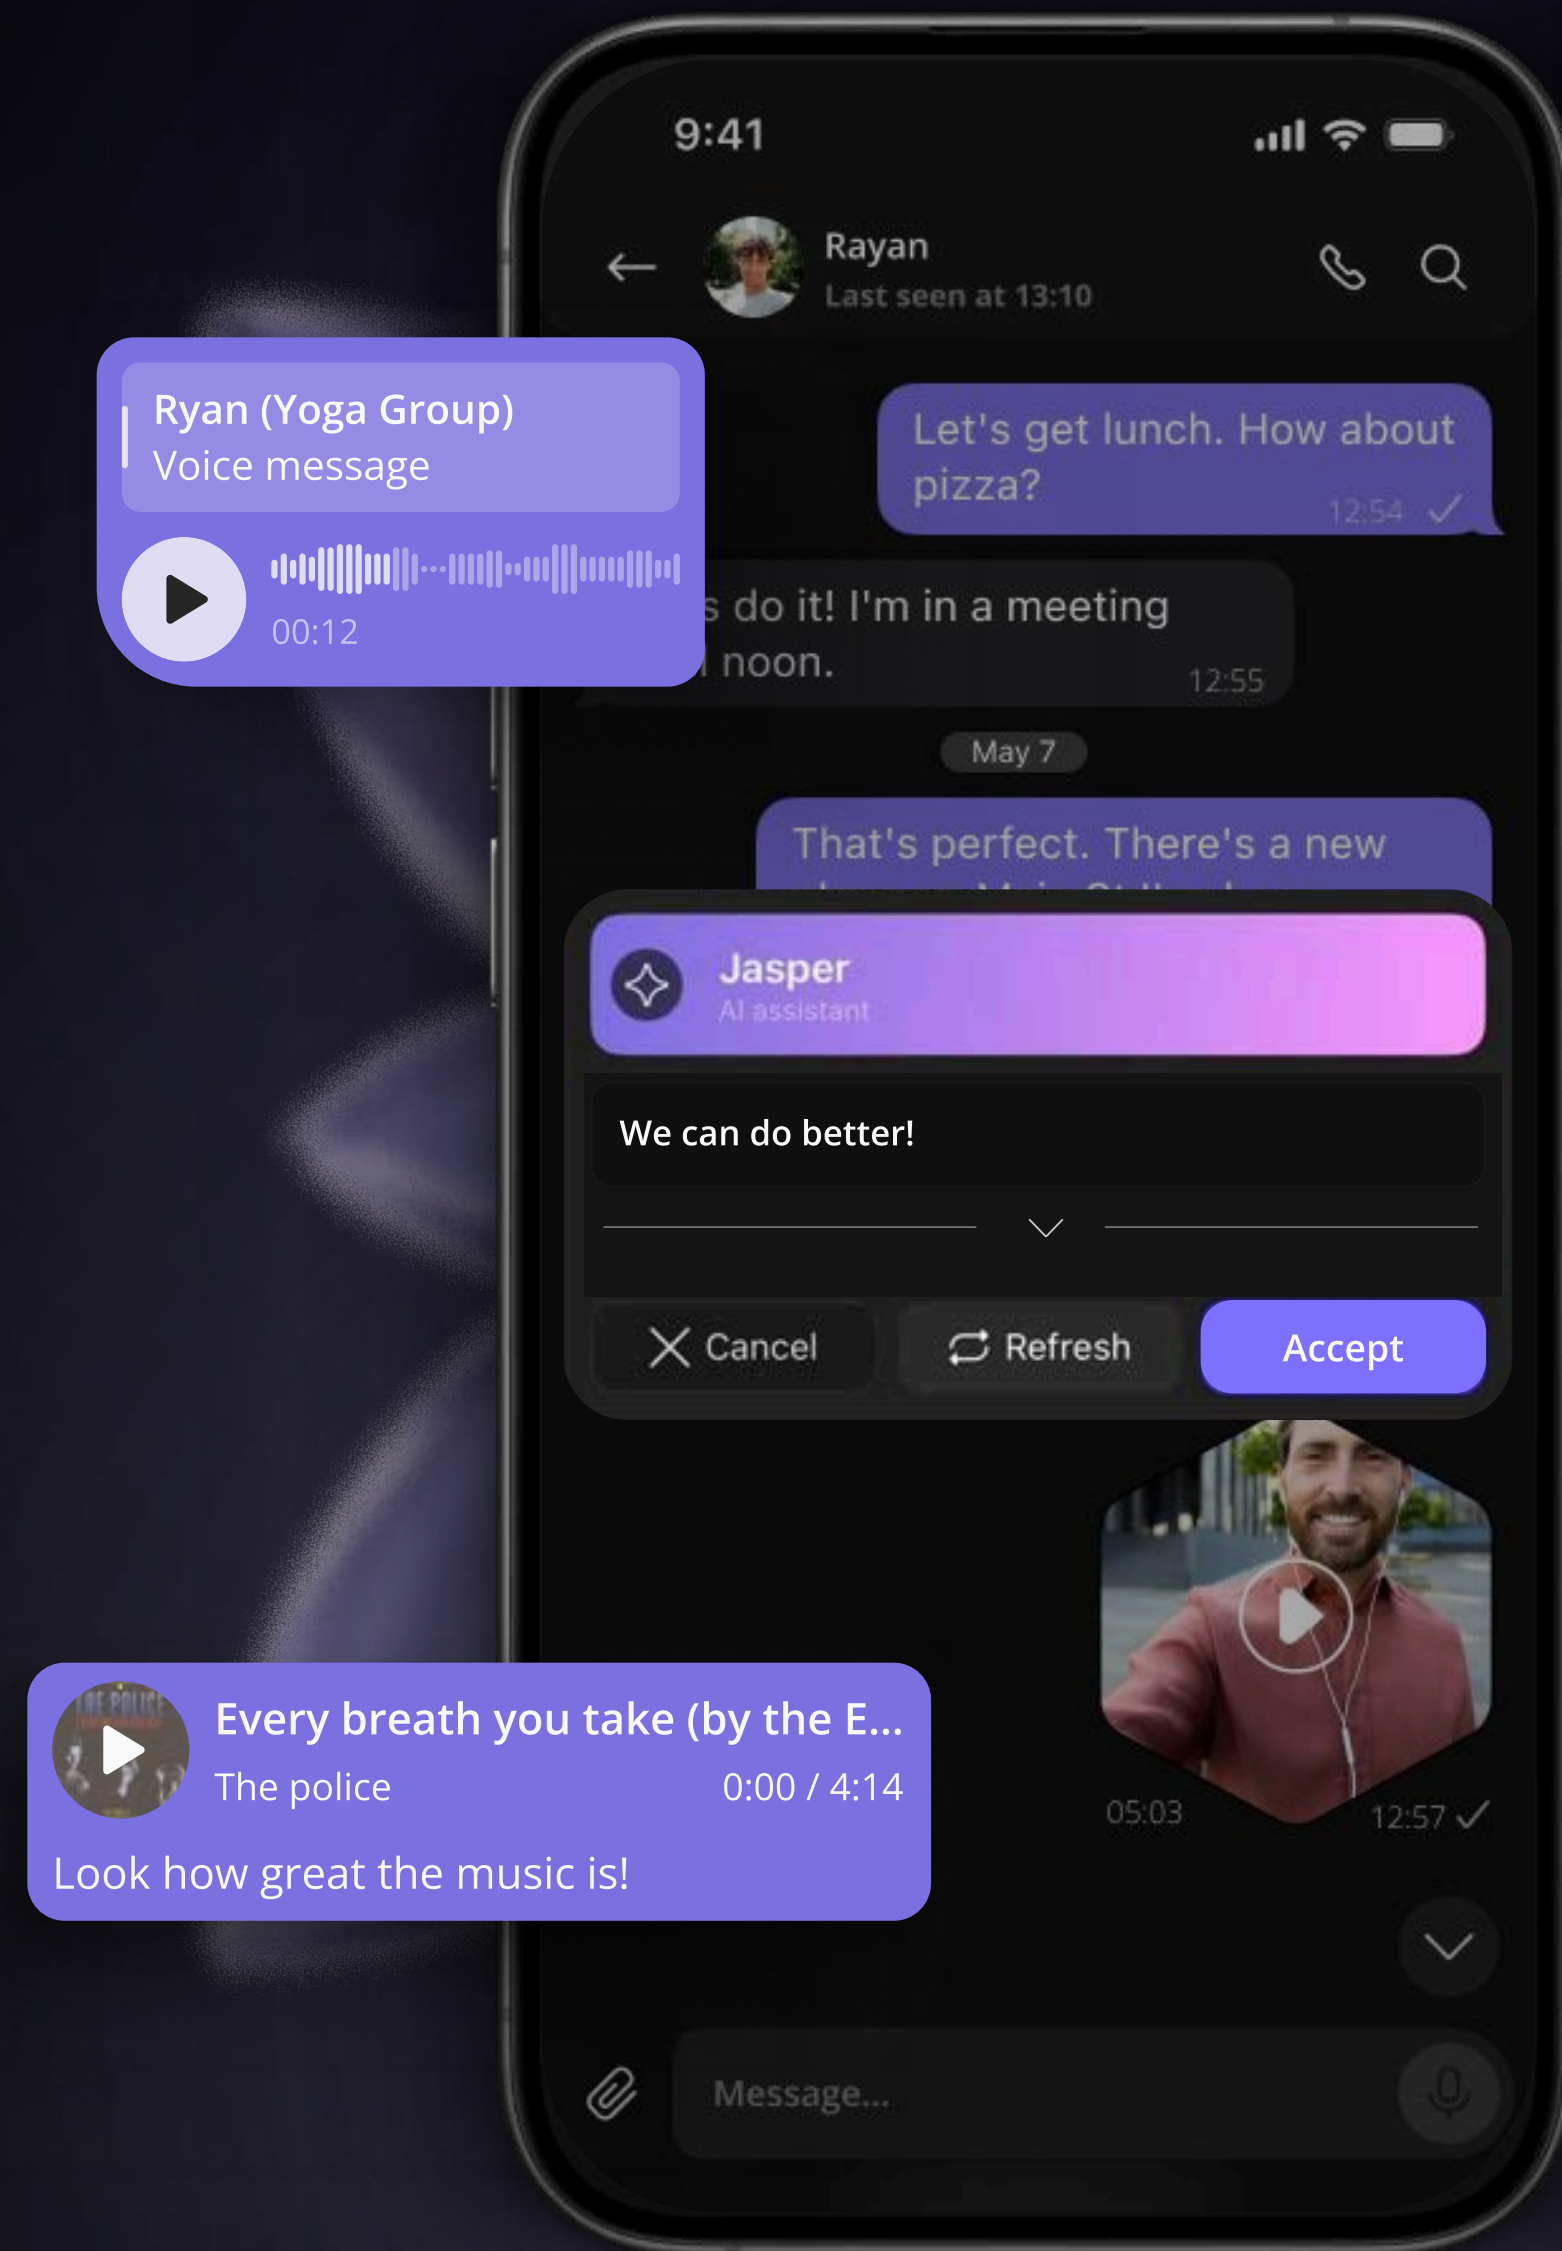 9:41
Rayan
Last seen at 13:10
Ryan (Yoga Group)
Voice message
00:12
Let's get lunch. How about
pizza?
12:54
do it! I'm in a meeting
noon.
12:55
May 7
That's perfect. There's a new
Jasper
AI assistant
We can do better!
Cancel
Refresh
Accept
05:03
12:57
THE POLICE
Every breath you take (by the E...
The police
0:00 / 4:14
Look how great the music is!
Message...